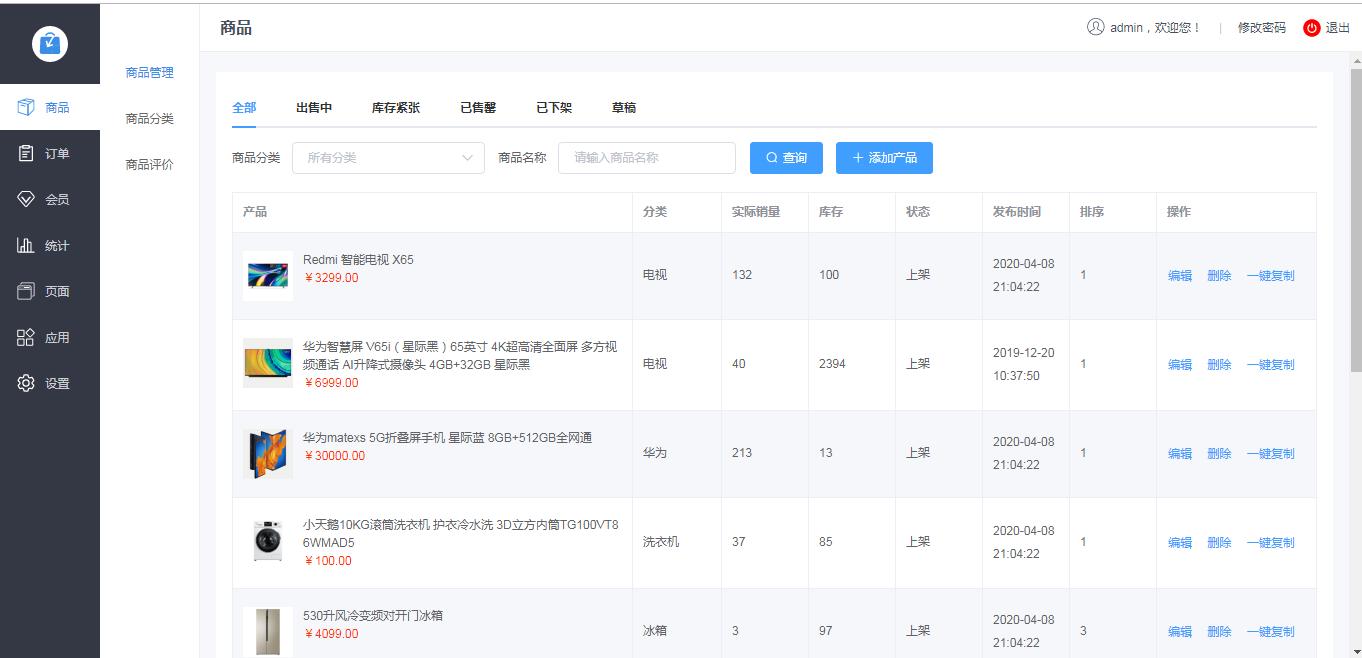 商品
admin，欢迎您！ | 修改密码 退出
商品
订单
会员
统计
页面
应用
设置
商品管理
商品分类
商品评价
全部 出售中 库存紧张 已售罄 已下架 草稿
商品分类 所有分类 商品名称 请输入商品名称 查询 添加产品
产品 分类 实际销量 库存 状态 发布时间 排序 操作
Redmi 智能电视 X65
￥3299.00
电视 132 100 上架
2020-04-08
21:04:22
1 编辑 删除 一键复制
华为智慧屏 V65i（星际黑）65英寸 4K超高清全面屏 多方视
频通话 AI升降式摄像头 4GB+32GB 星际黑
￥6999.00
电视 40 2394 上架
2019-12-20
10:37:50
1 编辑 删除 一键复制
华为matexs 5G折叠屏手机 星际蓝 8GB+512GB全网通
￥30000.00
华为 213 13 上架
2020-04-08
21:04:22
1 编辑 删除 一键复制
小天鹅10KG滚筒洗衣机 护衣冷水洗 3D立方内筒TG100VT8
6WMAD5
￥100.00
洗衣机 37 85 上架
2020-04-08
21:04:22
1 编辑 删除 一键复制
530升风冷变频对开门冰箱
￥4099.00
冰箱 3 97 上架
2020-04-08
21:04:22
3 编辑 删除 一键复制